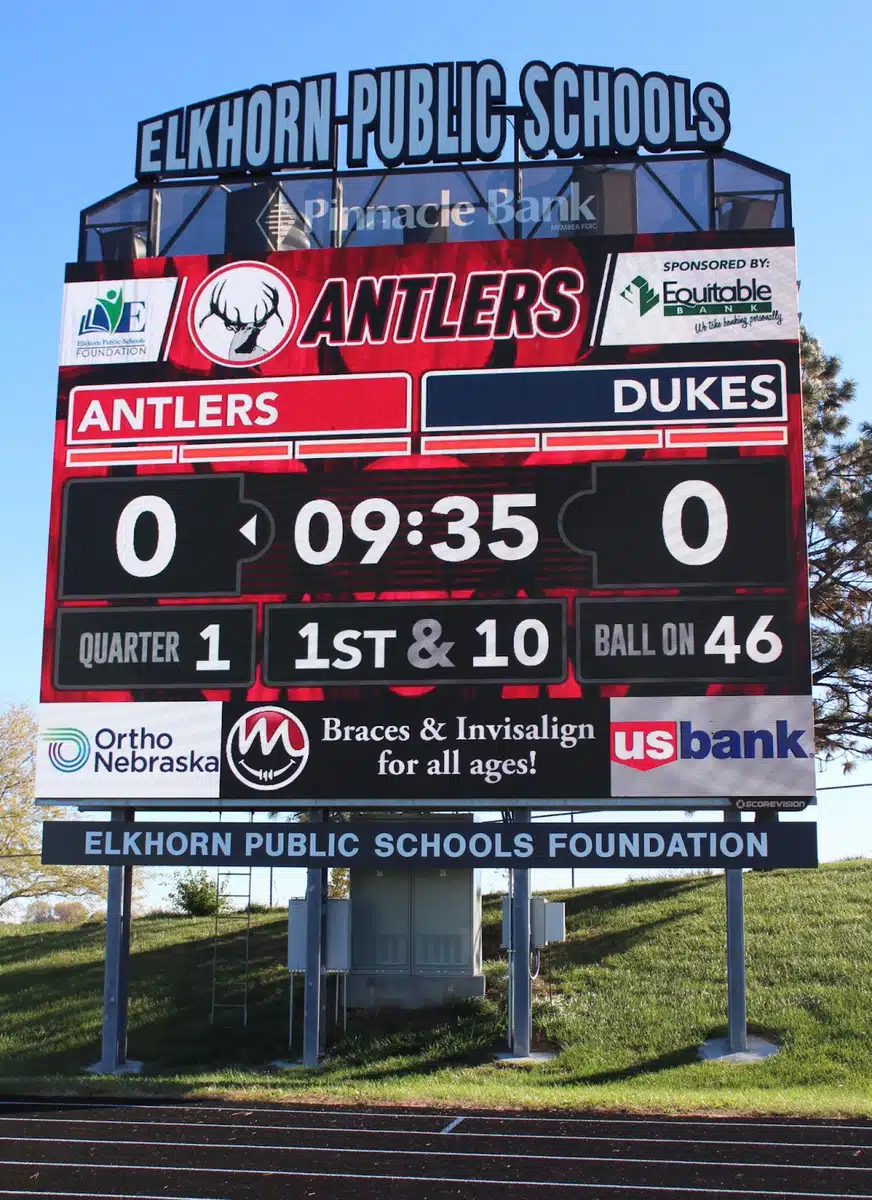 ELKHORN PUBLIC SCHOOLS
Pinnacle Bank
MEMBER FDIC
E
Elkhorn Public Schools
FOUNDATION
ANTLERS
SPONSORED BY:
Equitable
BANK
We take banking personally
ANTLERS
DUKES
0
09:35
0
QUARTER 1
1ST & 10
BALL ON 46
Ortho
Nebraska
M
Braces & Invisalign
for all ages!
usbank
SCOREVISION
ELKHORN PUBLIC SCHOOLS FOUNDATION